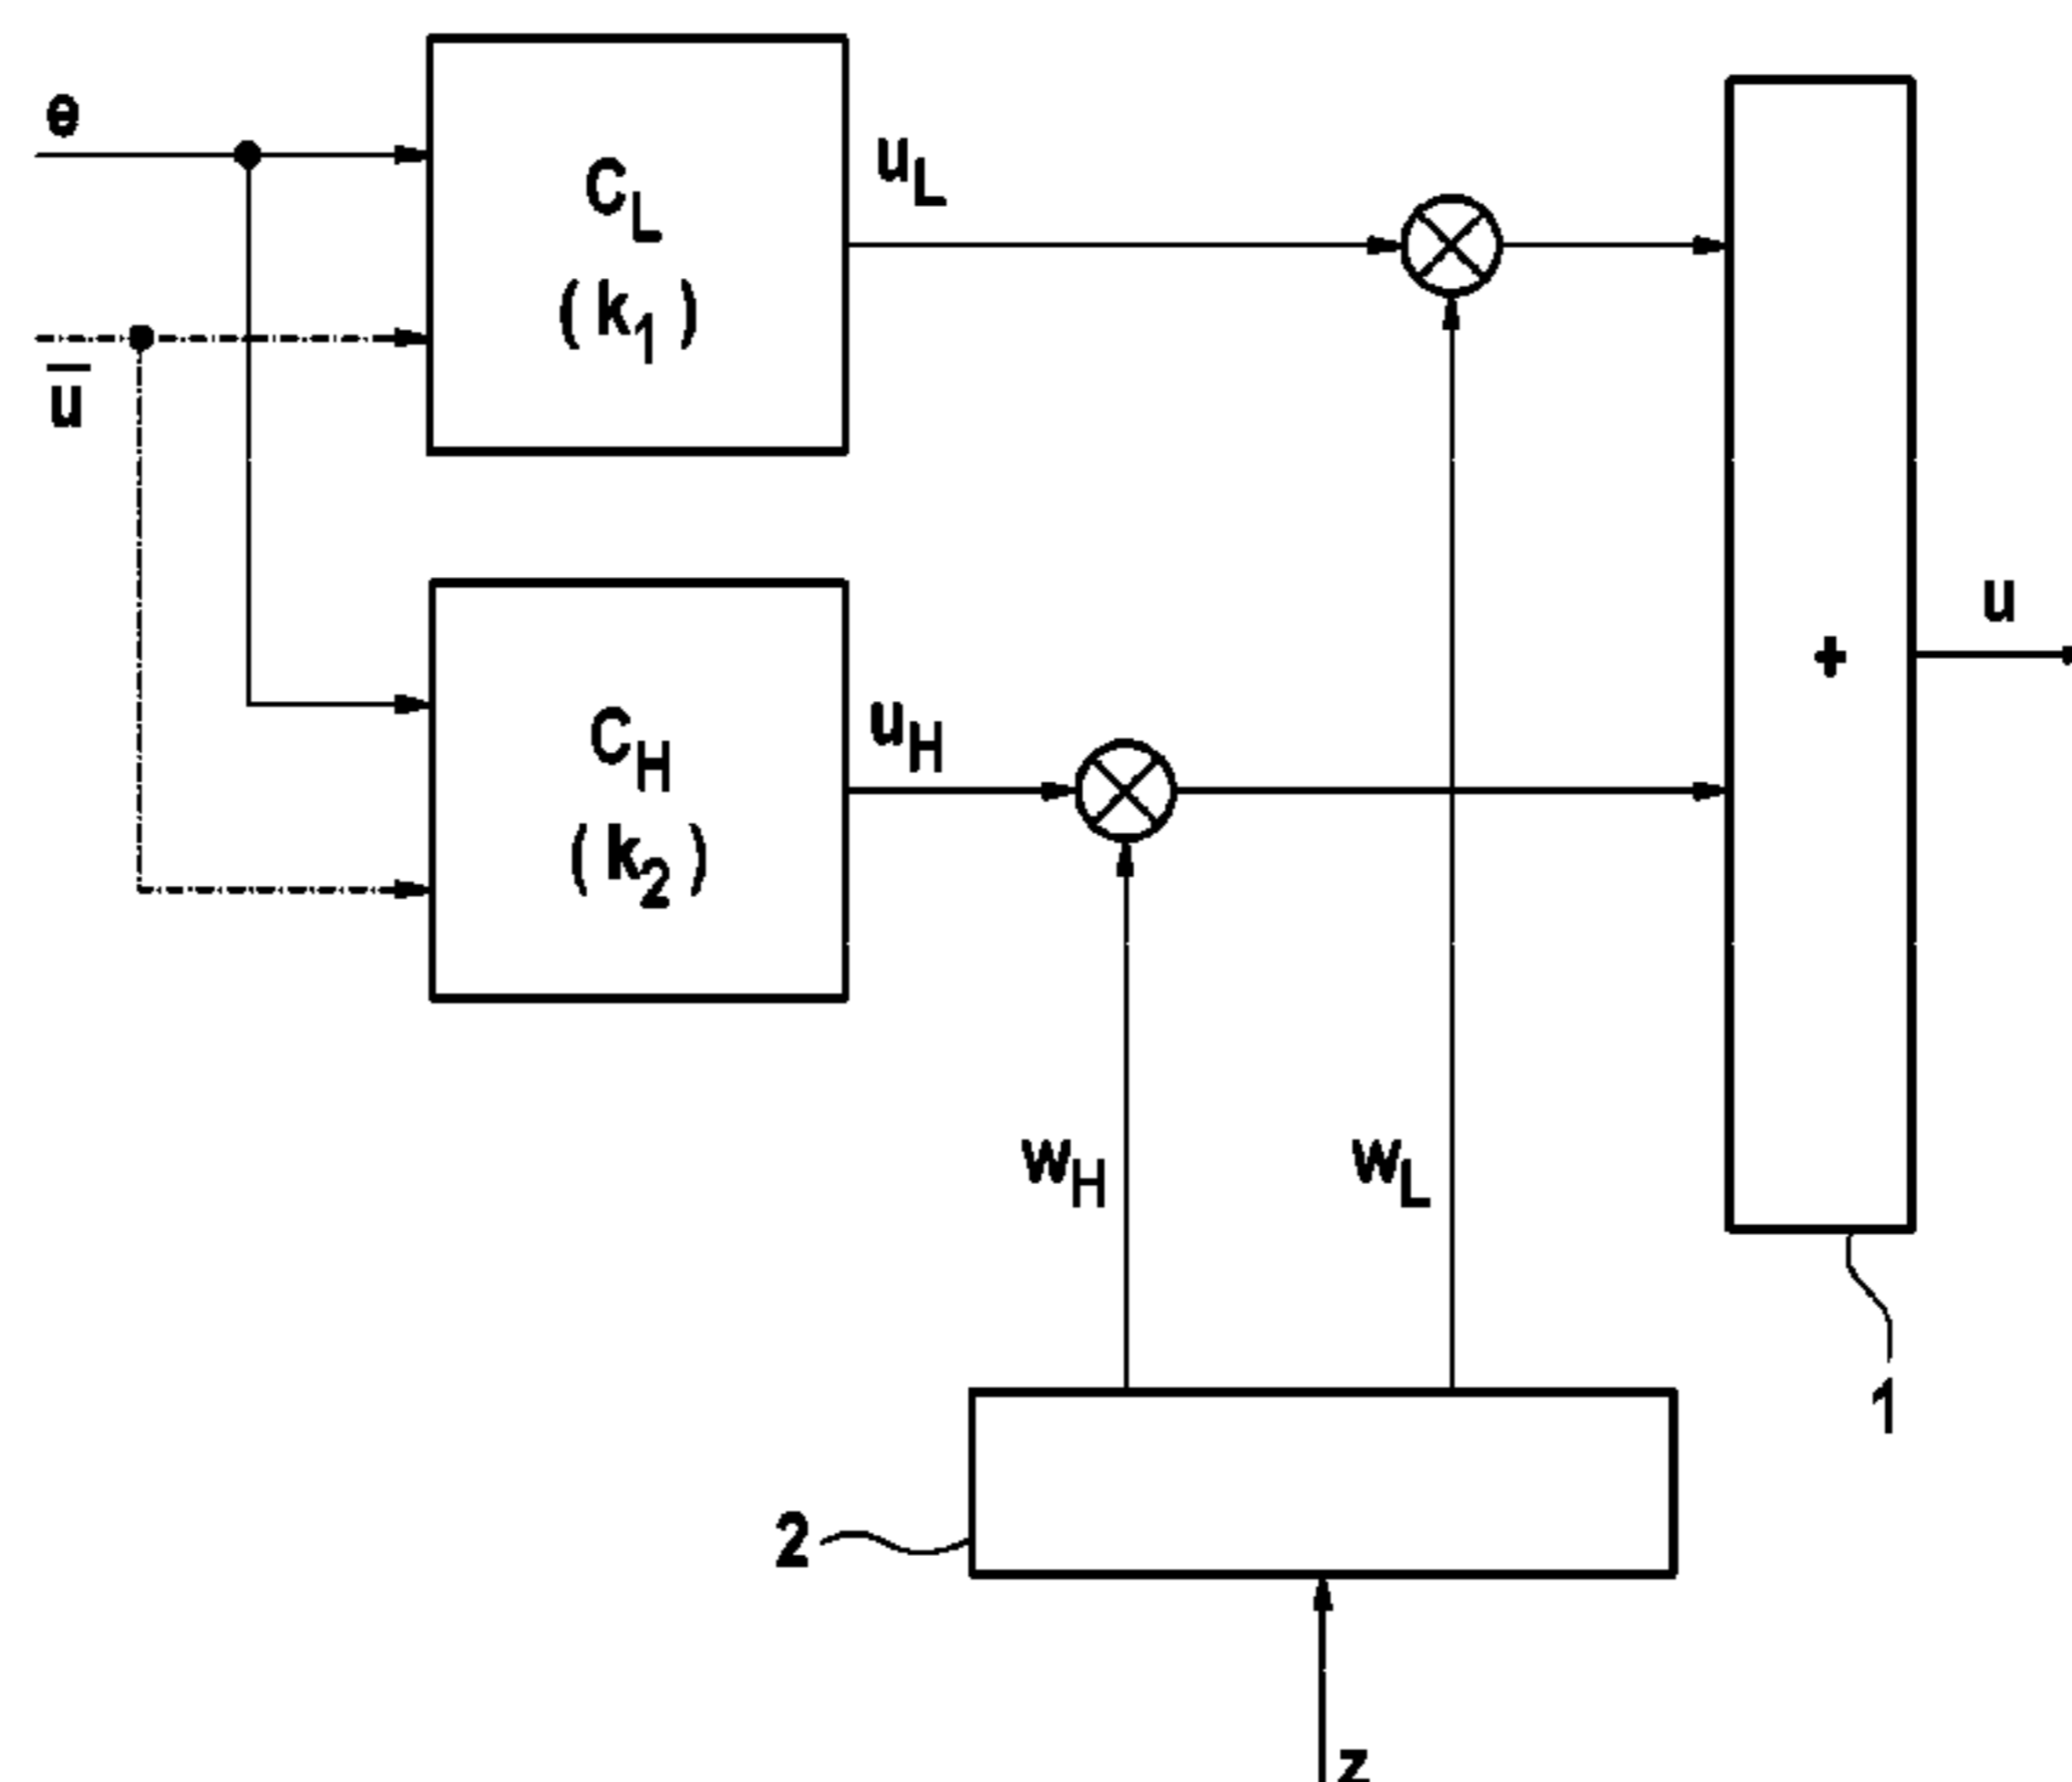 e
C_L
(k_1)
u_L
ū
C_H
(k_2)
u_H
+
u
w_H
w_L
1
2
z